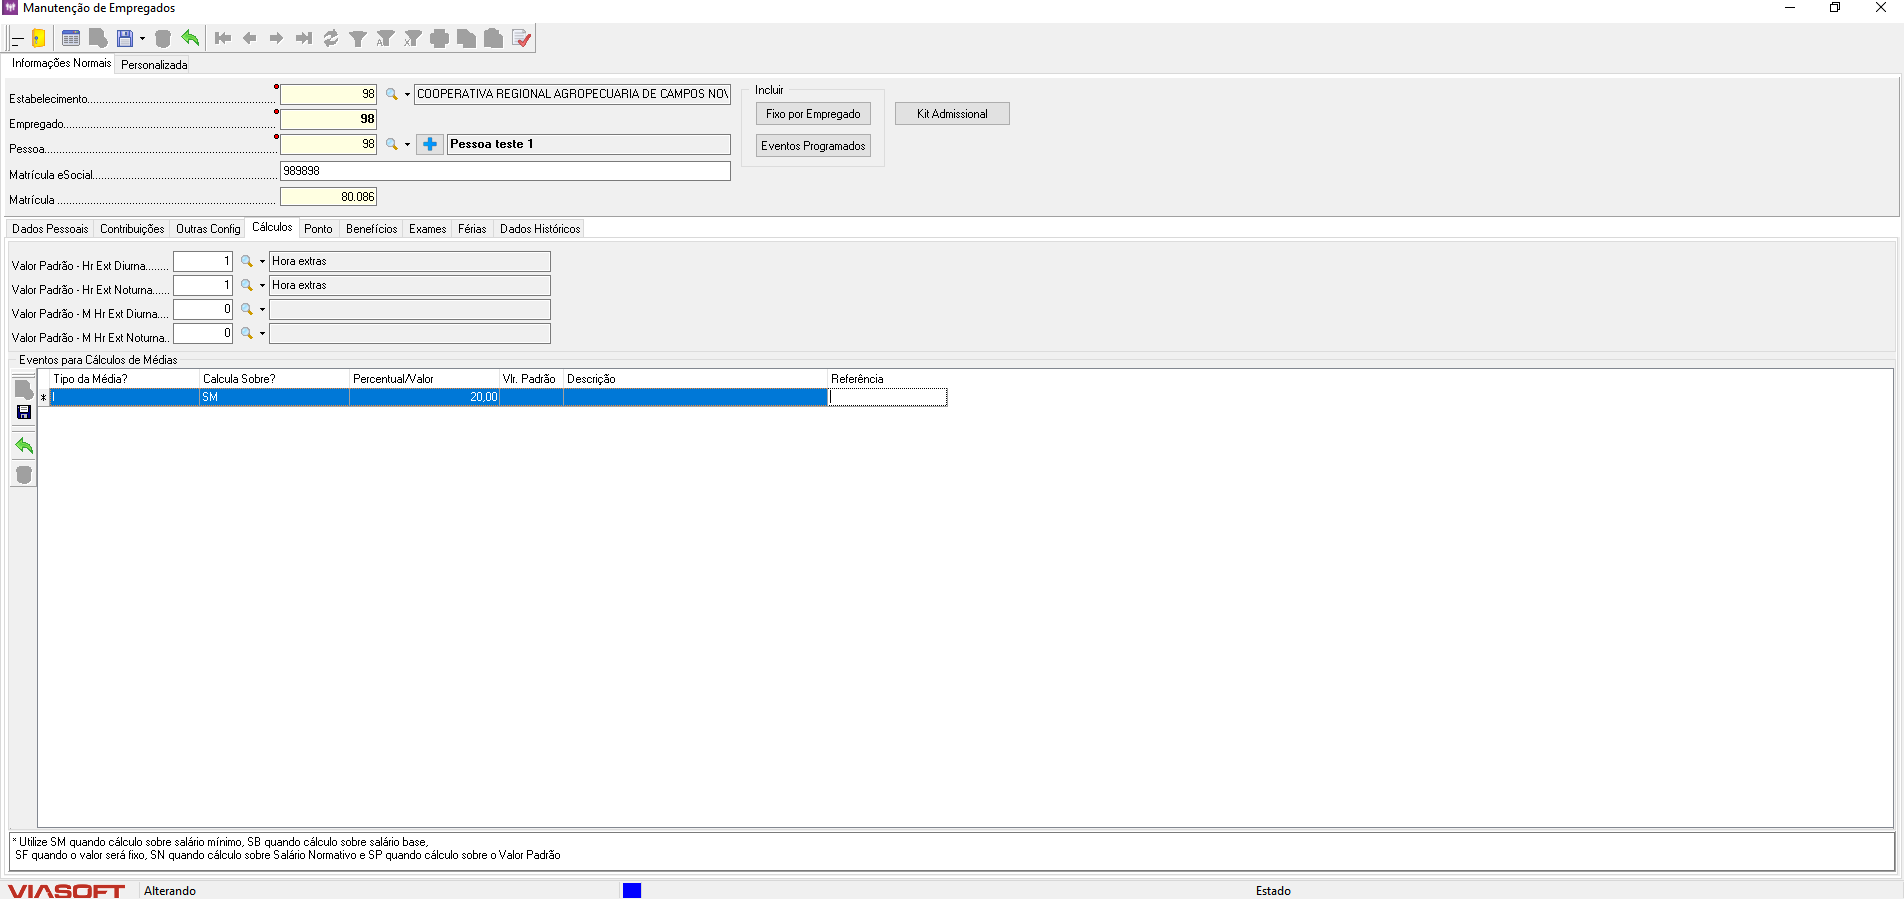 Manutenção de Empregados
Informações Normais Personalizada
Estabelecimento 98 COOPERATIVA REGIONAL AGROPECUARIA DE CAMPOS NOV
Empregado 98
Pessoa 98 Pessoa teste 1
Matrícula eSocial 989898
Matrícula 80.086
Incluir
Fixo por Empregado
Eventos Programados
Kit Admissional
Dados Pessoais Contribuições Outras Config Cálculos Ponto Benefícios Exames Férias Dados Históricos
Valor Padrão - Hr Ext Diurna 1 Hora extras
Valor Padrão - Hr Ext Noturna 1 Hora extras
Valor Padrão - M Hr Ext Diurna 0
Valor Padrão - M Hr Ext Noturna 0
Eventos para Cálculos de Médias
Tipo da Média? Calcula Sobre? Percentual/Valor Vlr. Padrão Descrição Referência
* SM 20,00
* Utilize SM quando cálculo sobre salário mínimo, SB quando cálculo sobre salário base,
SF quando o valor será fixo, SN quando cálculo sobre Salário Normativo e SP quando cálculo sobre o Valor Padrão
VIASOFT Alterando Estado